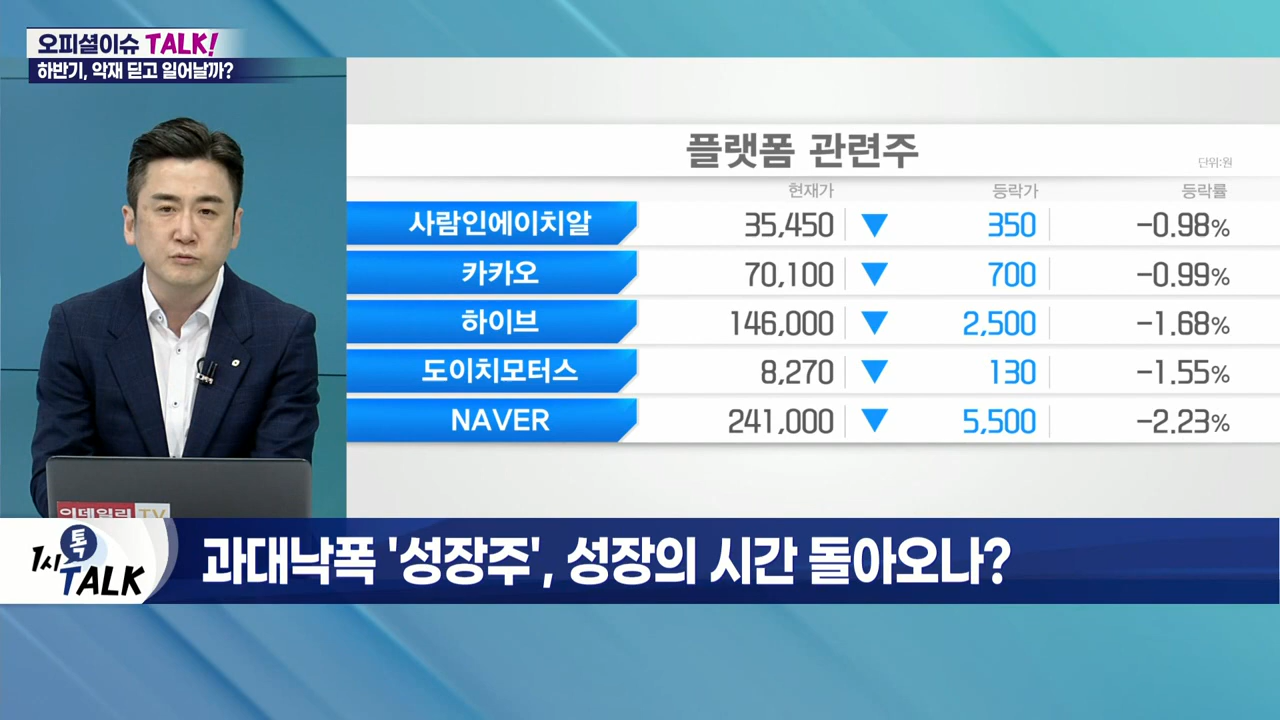 오피셜이슈 TALK!
하반기, 악재 딛고 일어날까?
플랫폼 관련주
단위:원
현재가 등락가 등락률
사람인에이치알 35,450 ▼ 350 -0.98%
카카오 70,100 ▼ 700 -0.99%
하이브 146,000 ▼ 2,500 -1.68%
도이치모터스 8,270 ▼ 130 -1.55%
NAVER 241,000 ▼ 5,500 -2.23%
이데일리 TV
1시톡 TALK
과대낙폭 '성장주', 성장의 시간 돌아오나?